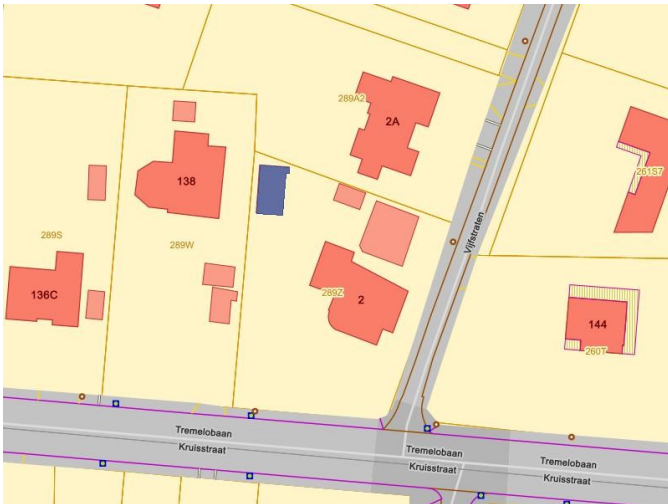 289A2
2A
261S7
138
Vijfstraten
289S
289W
136C
289Z
2
144
260T
Tremelobaan
Kruisstraat
Tremelobaan
Kruisstraat
Tremelobaan
Kruisstraat